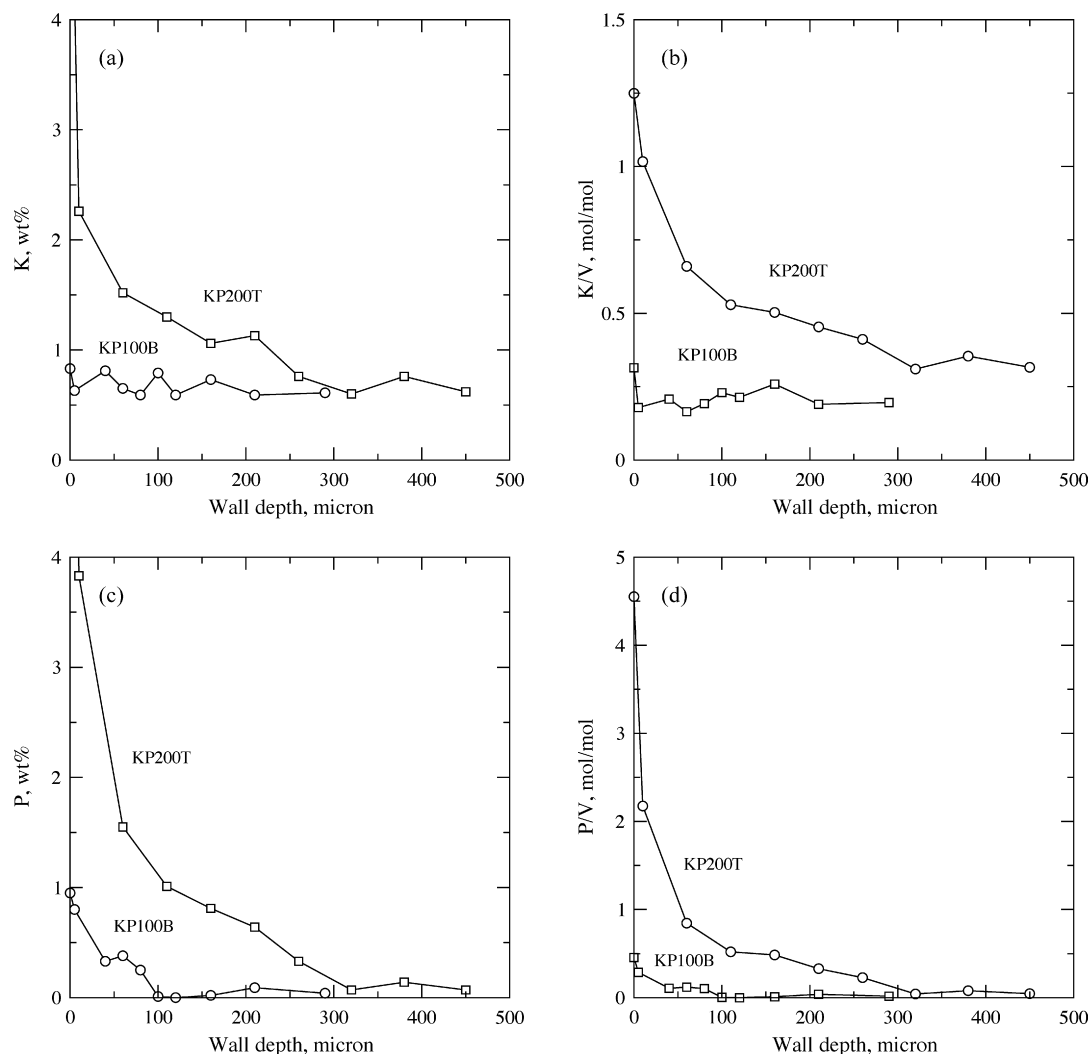 4
(a)
3
K, wt%
2
KP200T
1
KP100B
0
0 100 200 300 400 500
Wall depth, micron
1.5
(b)
1
K/V, mol/mol
KP200T
0.5
KP100B
0
0 100 200 300 400 500
Wall depth, micron
4
(c)
3
P, wt%
2
KP200T
1
KP100B
0
0 100 200 300 400 500
Wall depth, micron
5
(d)
4
3
P/V, mol/mol
2
KP200T
1
KP100B
0
0 100 200 300 400 500
Wall depth, micron